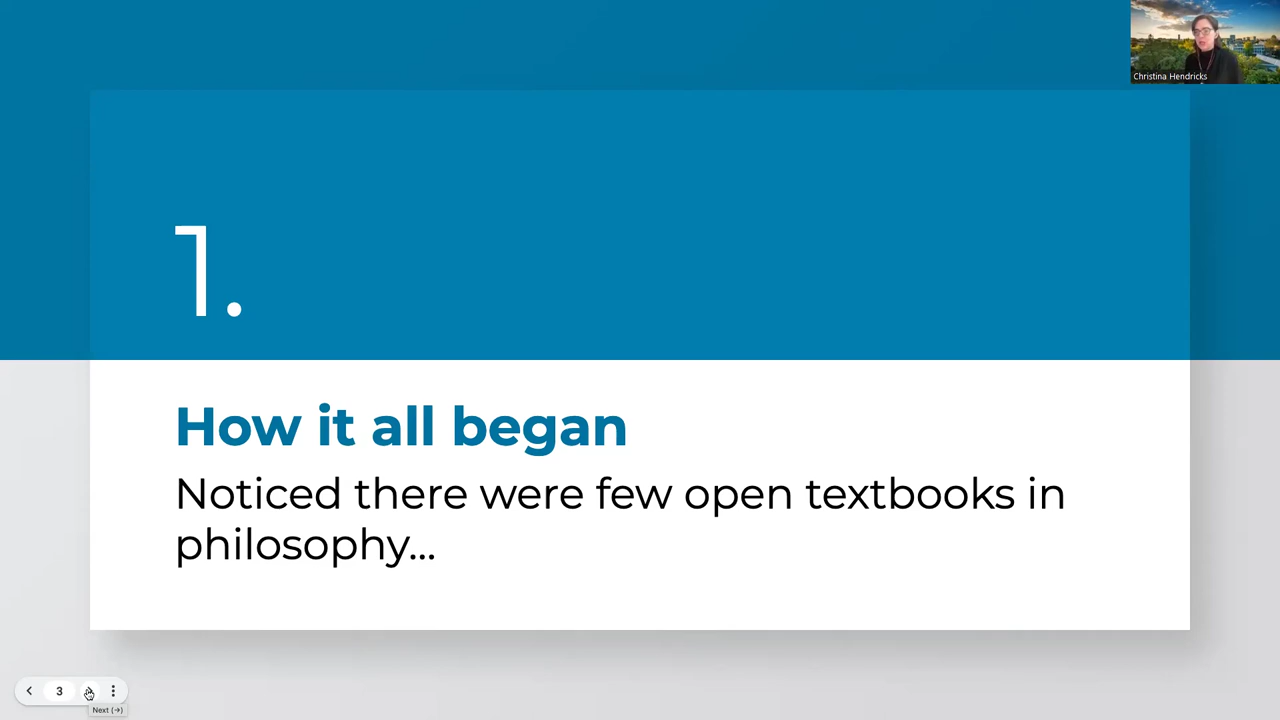 Christina Hendricks
1.
How it all began
Noticed there were few open textbooks in
philosophy...
3
Next (→)